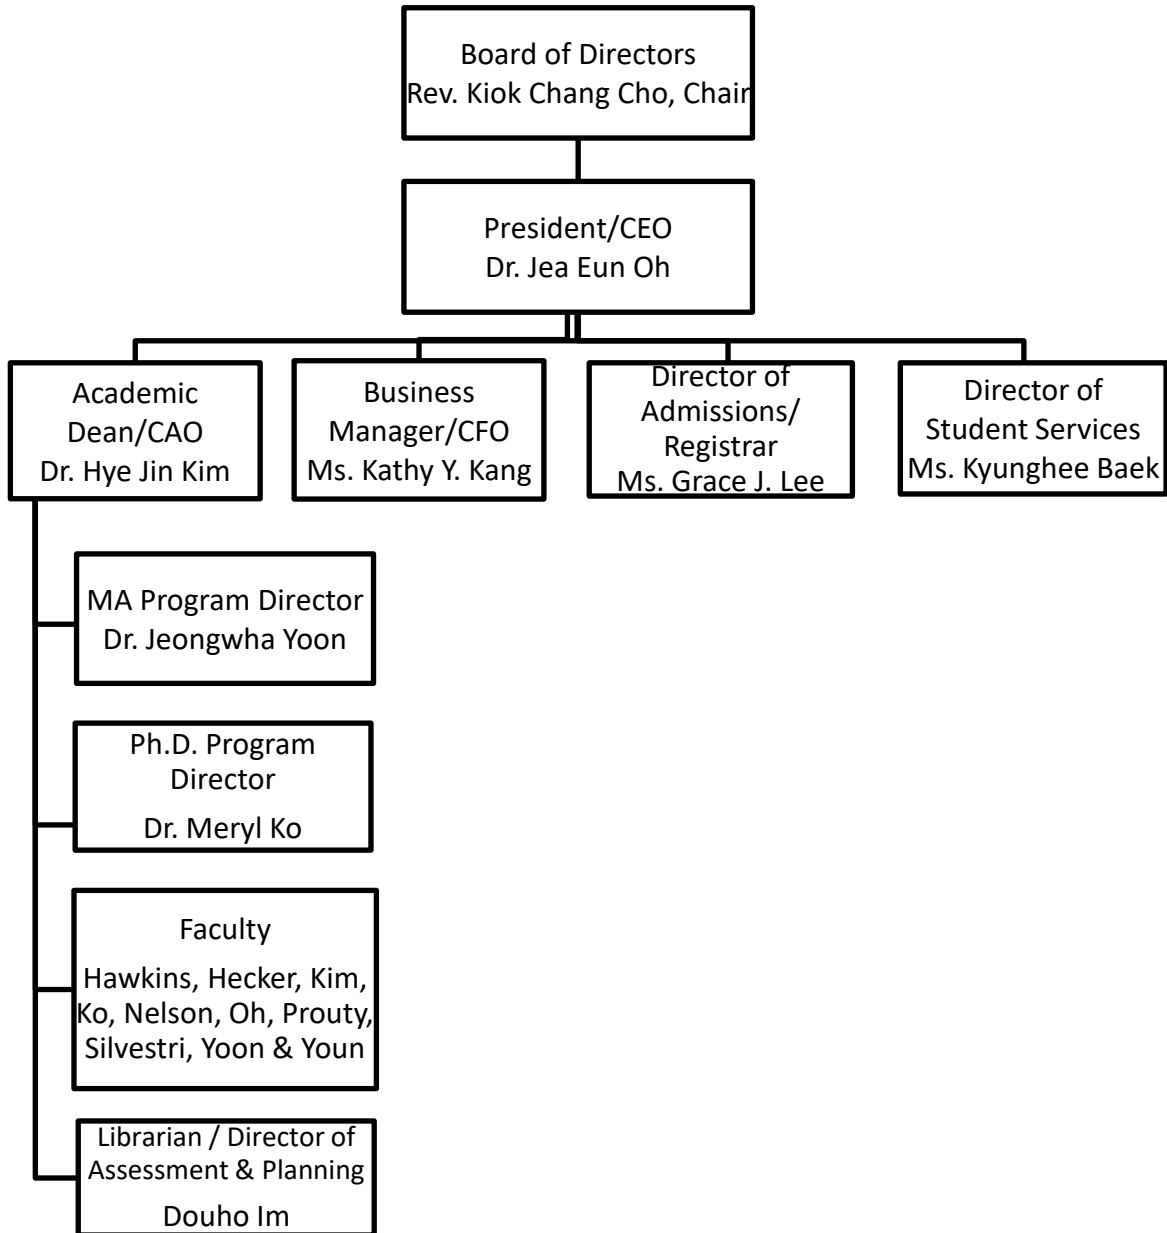 Board of Directors
Rev. Kiok Chang Cho, Chair
President/CEO
Dr. Jea Eun Oh
Academic
Dean/CAO
Dr. Hye Jin Kim
Business
Manager/CFO
Ms. Kathy Y. Kang
Director of
Admissions/
Registrar
Ms. Grace J. Lee
Director of
Student Services
Ms. Kyunghee Baek
MA Program Director
Dr. Jeongwha Yoon
Ph.D. Program
Director
Dr. Meryl Ko
Faculty
Hawkins, Hecker, Kim,
Ko, Nelson, Oh, Prouty,
Silvestri, Yoon & Youn
Librarian / Director of
Assessment & Planning
Douho Im